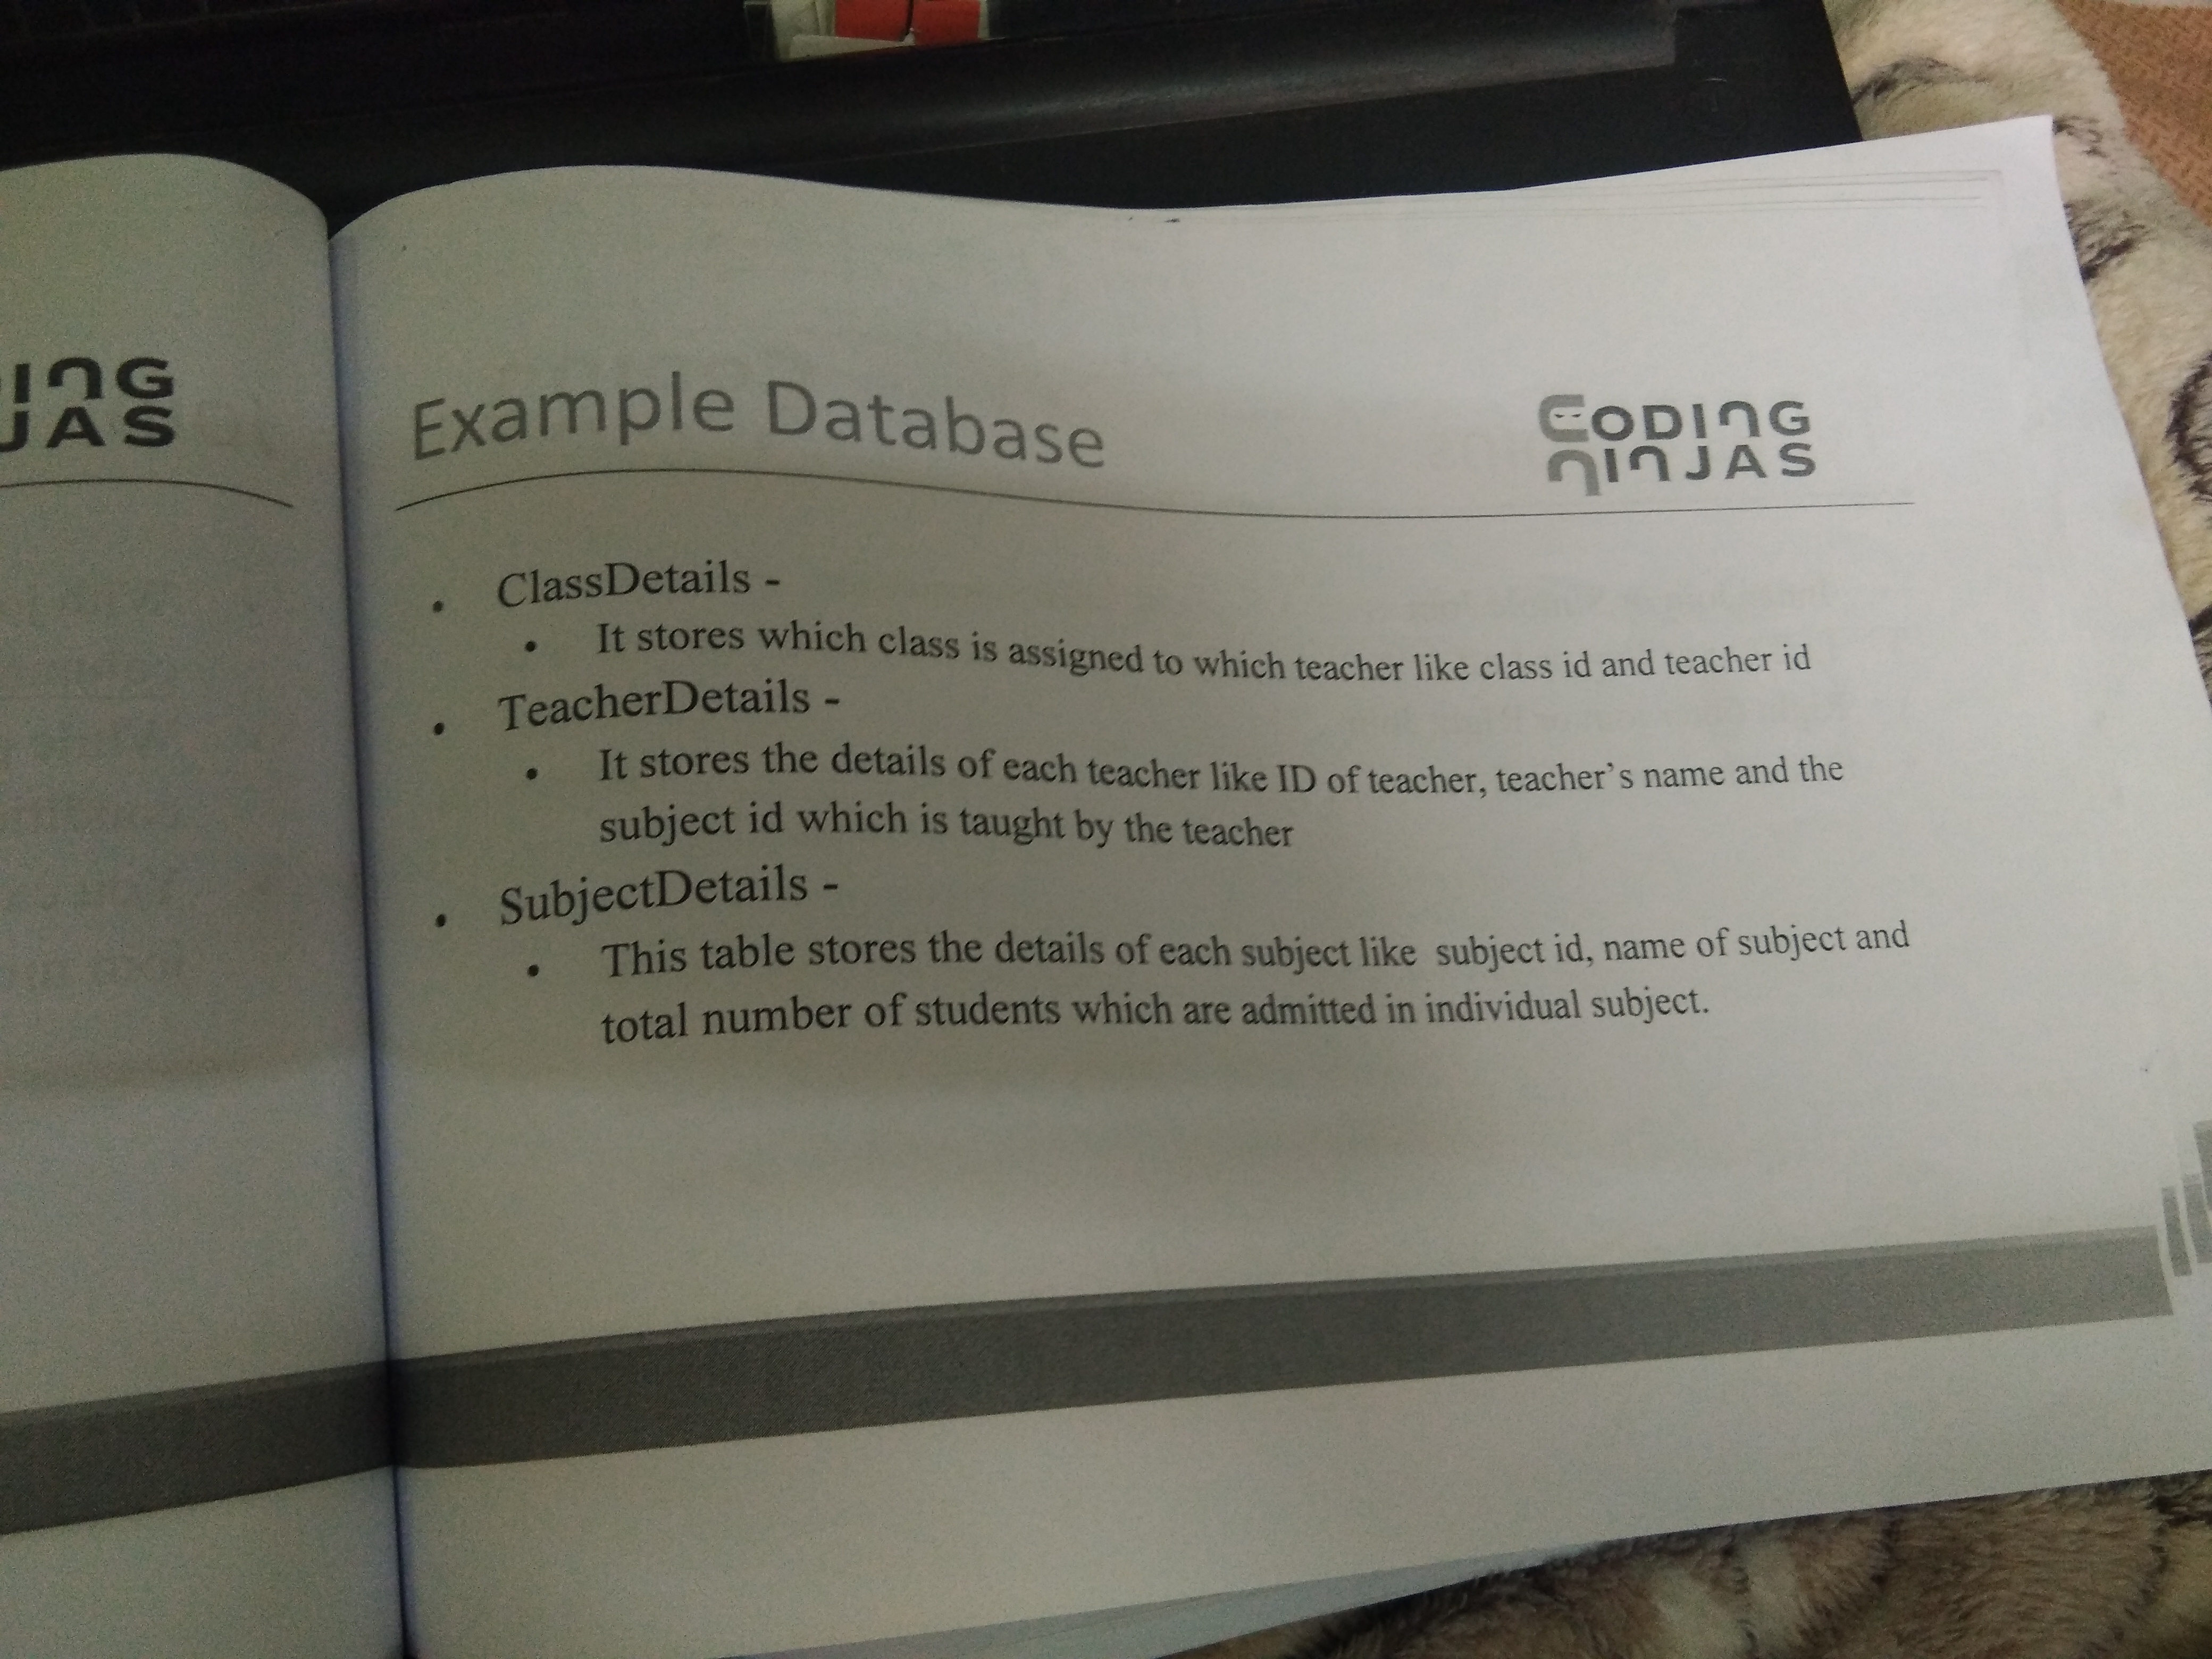 ING
JAS
Example Database
CODING
NINJAS
• ClassDetails -
• It stores which class is assigned to which teacher like class id and teacher id
• TeacherDetails -
• It stores the details of each teacher like ID of teacher, teacher's name and the
subject id which is taught by the teacher
• SubjectDetails -
• This table stores the details of each subject like subject id, name of subject and
total number of students which are admitted in individual subject.